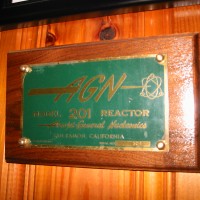 AGN
MODEL 201 REACTOR
Aerojet-General Nucleonics
SAN RAMON, CALIFORNIA